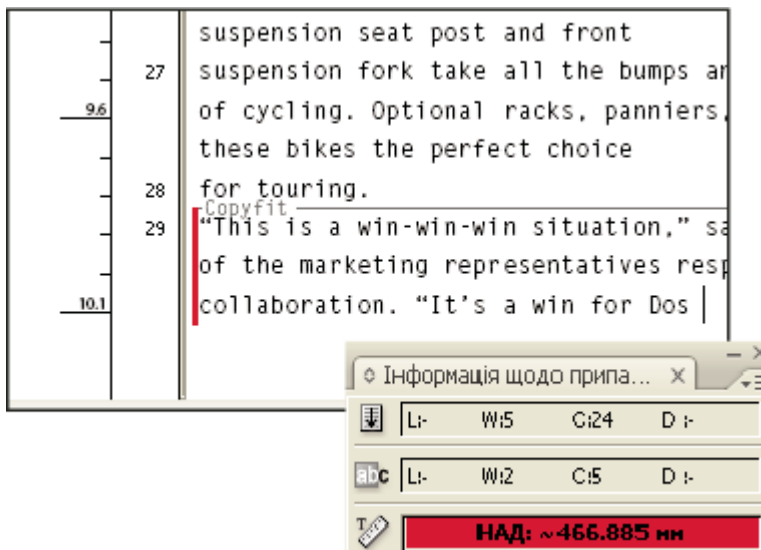 suspension seat post and front
27 suspension fork take all the bumps an
9.6 of cycling. Optional racks, panniers,
these bikes the perfect choice
28 for touring.
Copyfit
29 “This is a win-win-win situation,” sa
of the marketing representatives resp
10.1 collaboration. “It’s a win for Dos
Інформація щодо припа...
L:- W:5 C:24 D :-
abc L:- W:2 C:5 D :-
T НАД: ~466.885 мм